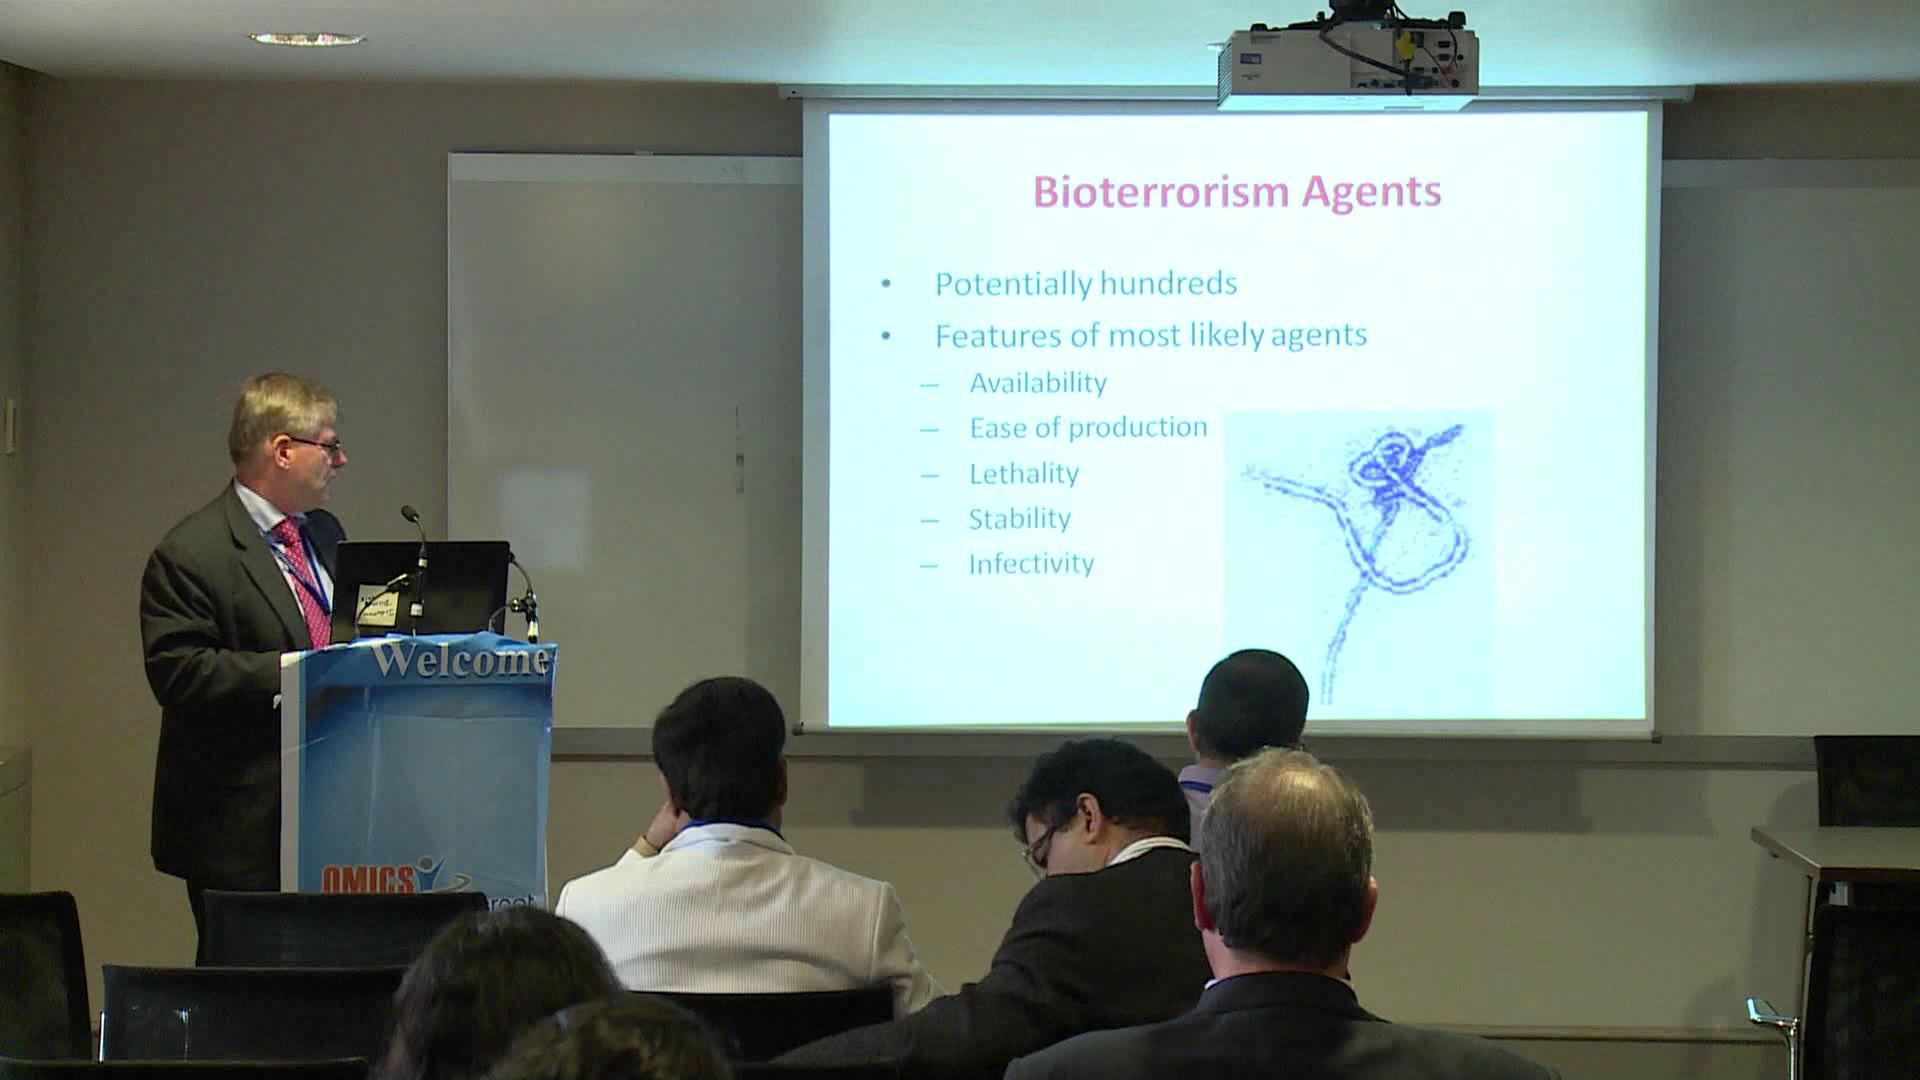 Bioterrorism Agents
• Potentially hundreds
• Features of most likely agents
– Availability
– Ease of production
– Lethality
– Stability
– Infectivity
Welcome
OMICS